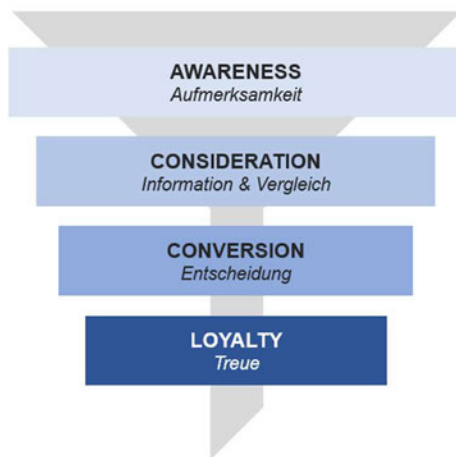 AWARENESS
Aufmerksamkeit
CONSIDERATION
Information & Vergleich
CONVERSION
Entscheidung
LOYALTY
Treue